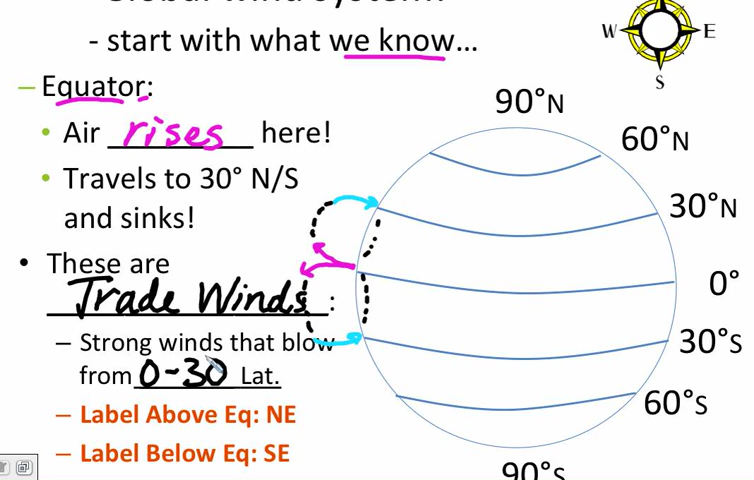 - start with what we know...
– Equator:
• Air rises here!
• Travels to 30° N/S
and sinks!
• These are
Trade Winds:
– Strong winds that blow
from 0-30 Lat.
– Label Above Eq: NE
– Label Below Eq: SE
W E
S
90°N
60°N
30°N
0°
30°S
60°S
90°S